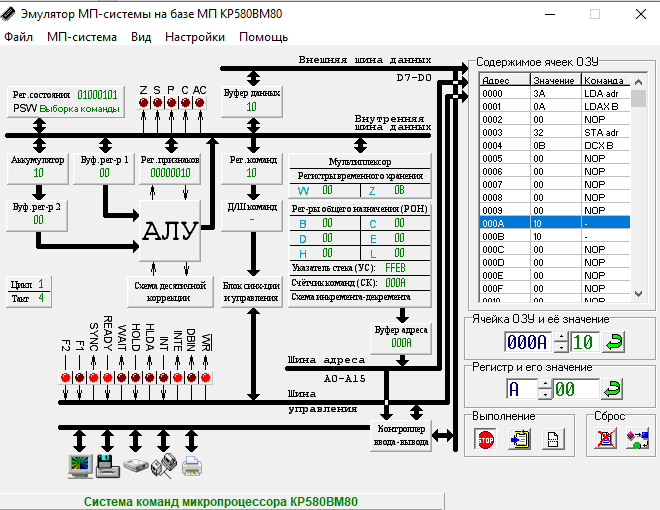 Эмулятор МП-системы на базе МП КР580ВМ80
Файл МП-система Вид Настройки Помощь
Внешняя шина данных
D7-D0
Рег.состояния 01000101
PSW Выборка команды
Z S P C AC
Буфер данных
10
Внутренняя
шина данных
Аккумулятор
10
Буф.рег-р 1
00
Рег.признаков
00000010
Рег.команд
10
Мультиплексор
Регистры временного хранения
W 00 Z 0B
Буф.рег-р 2
00
АЛУ
Д/Ш команд
-
Рег-ры общего назначения (РОН)
B 00 C 00
D 00 E 00
H 00 L 00
Указатель стека (УС): FFEB
Счётчик команд (СК): 000A
Схема инкремента-декремента
Цикл 1
Такт 4
Схема десятичной
коррекции
Блок синх-ции
и управления
Буфер адреса
000A
F2 F1 SYNC READY WAIT HOLD HLDA INT INTE DBIN WR
Шина адреса
A0-A15
Шина
управления
Контроллер
ввода-вывода
Система команд микропроцессора КР580ВМ80
Содержимое ячеек ОЗУ
Адрес Значение Команда
0000 3A LDA adr
0001 0A LDAX B
0002 00 NOP
0003 32 STA adr
0004 0B DCX B
0005 00 NOP
0006 00 NOP
0007 00 NOP
0008 00 NOP
0009 00 NOP
000A 10 -
000B 10 -
000C 00 NOP
000D 00 NOP
000E 00 NOP
000F 00 NOP
0010 00 NOP
Ячейка ОЗУ и её значение
000A 10
Регистр и его значение
A 00
Выполнение
STOP
Сброс